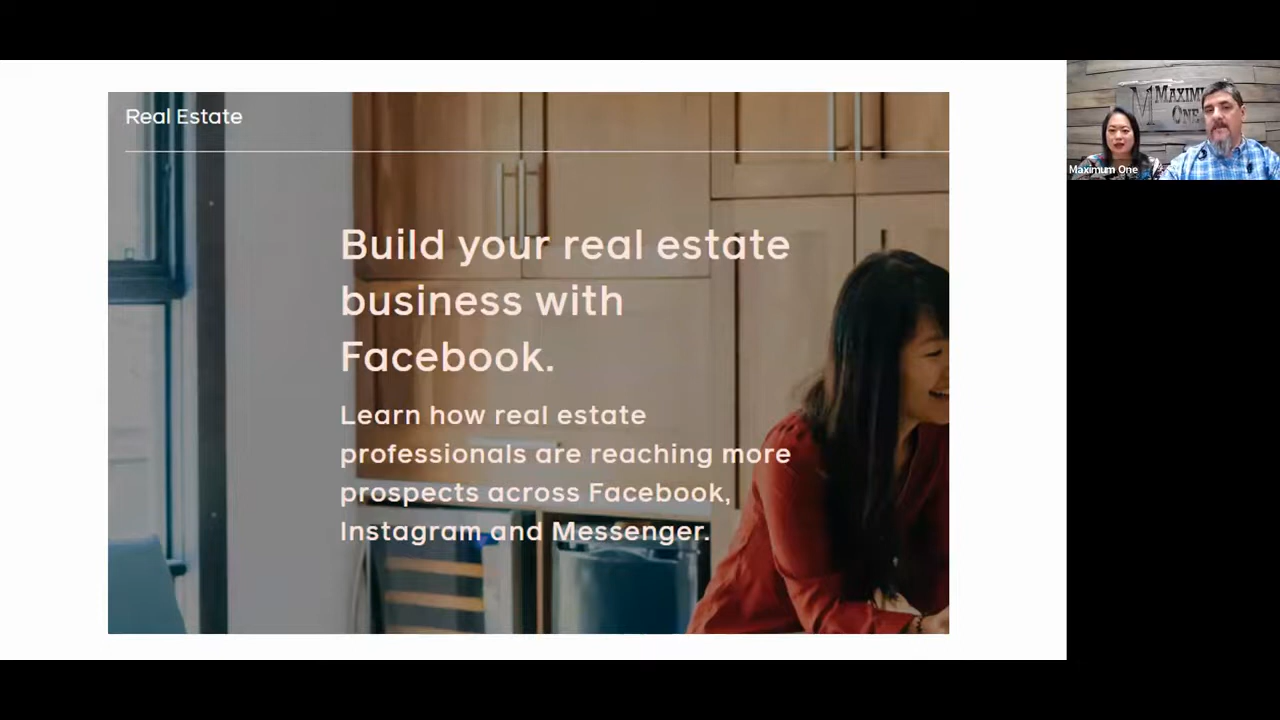 Real Estate
Build your real estate
business with
Facebook.
Learn how real estate
professionals are reaching more
prospects across Facebook,
Instagram and Messenger.
Maximum One